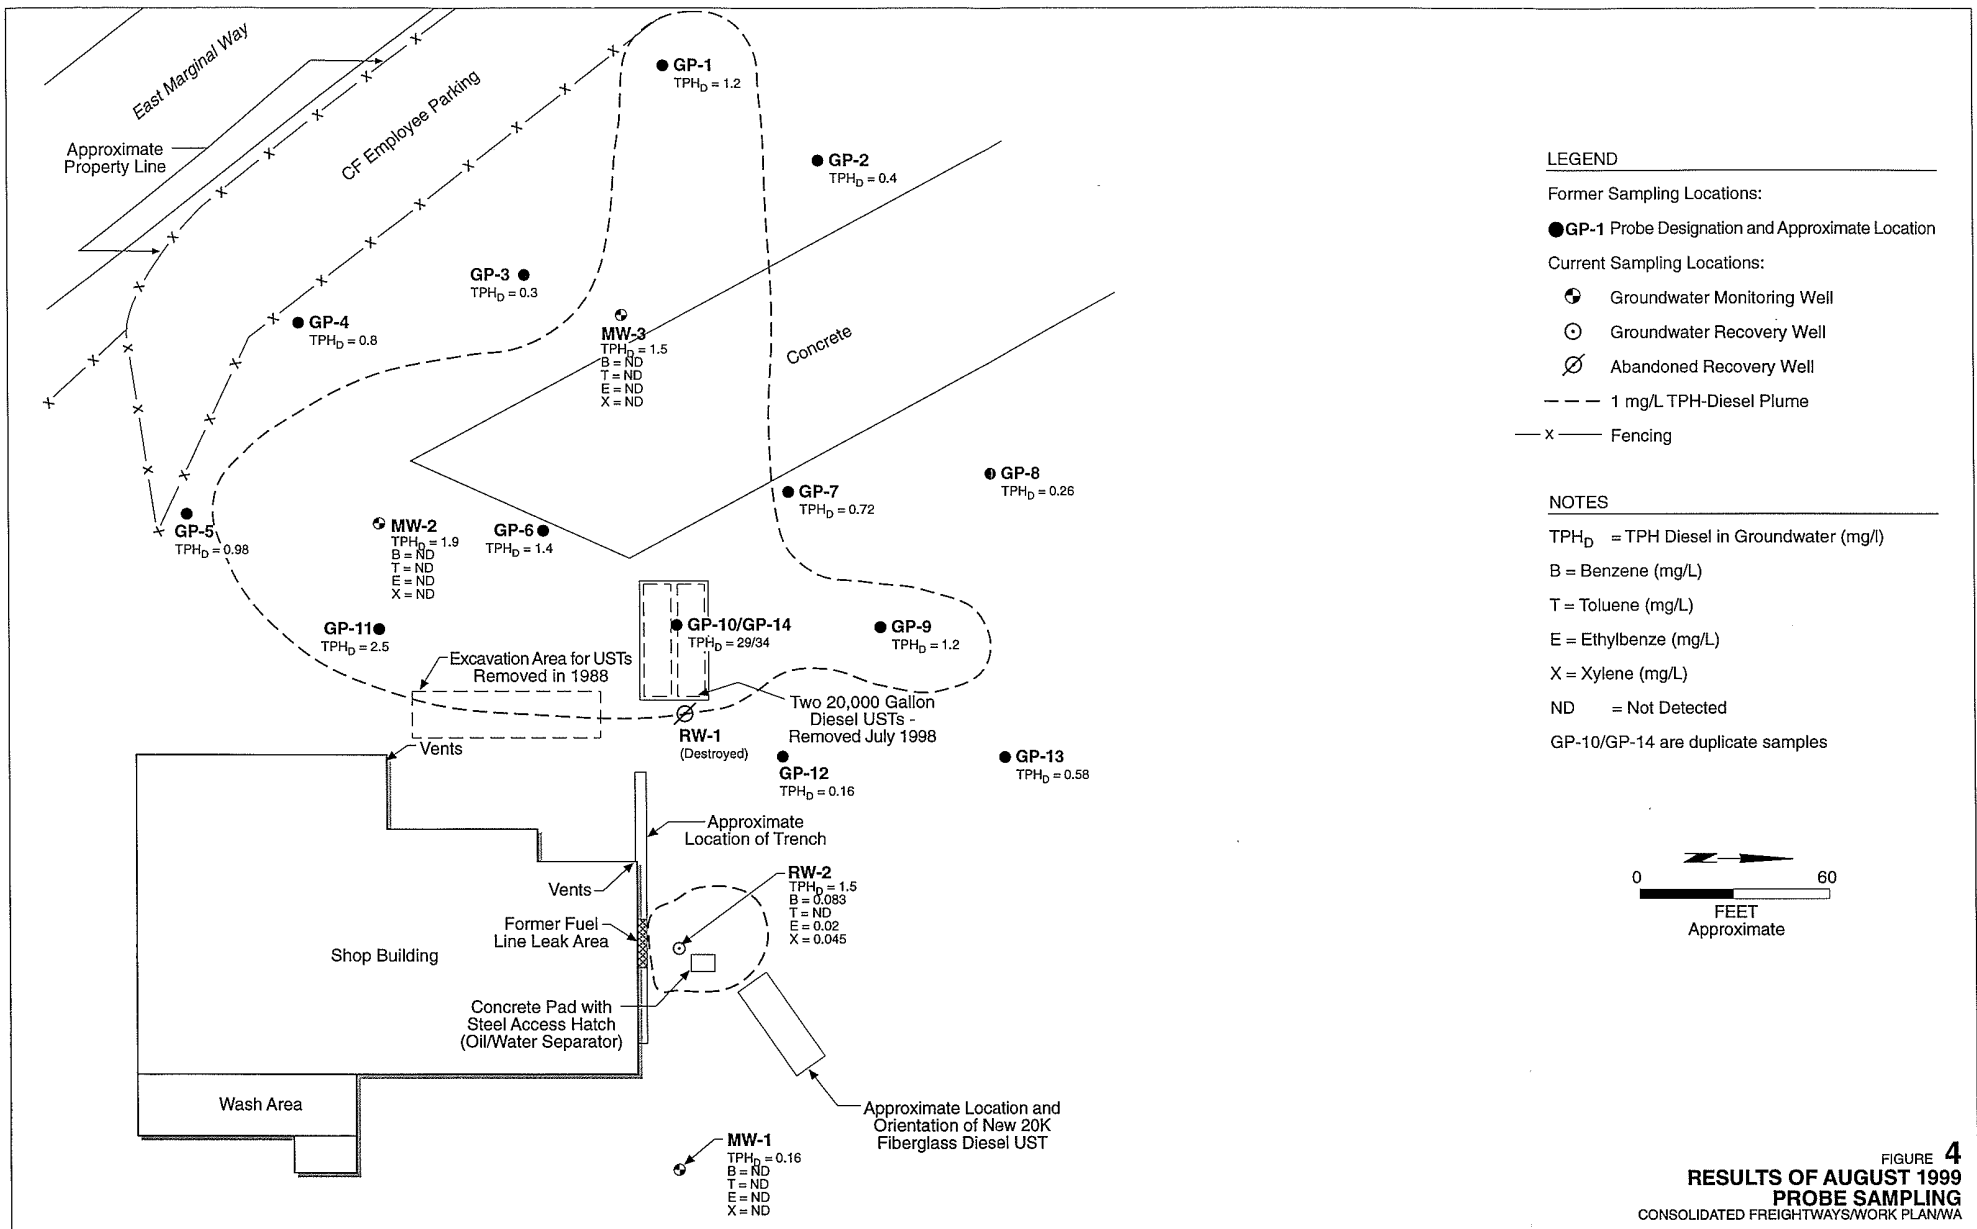 East Marginal Way
Approximate
Property Line
CF Employee Parking
GP-1
TPHD = 1.2
GP-2
TPHD = 0.4
GP-3
TPHD = 0.3
GP-4
TPHD = 0.8
MW-3
TPHD = 1.5
B = ND
T = ND
E = ND
X = ND
Concrete
GP-5
TPHD = 0.98
MW-2
TPHD = 1.9
B = ND
T = ND
E = ND
X = ND
GP-6
TPHD = 1.4
GP-7
TPHD = 0.72
GP-8
TPHD = 0.26
GP-11
TPHD = 2.5
GP-10/GP-14
TPHD = 29/34
GP-9
TPHD = 1.2
Excavation Area for USTs
Removed in 1988
Two 20,000 Gallon
Diesel USTs -
Removed July 1998
RW-1
(Destroyed)
Vents
GP-12
TPHD = 0.16
GP-13
TPHD = 0.58
Approximate
Location of Trench
Vents
RW-2
TPHD = 1.5
B = 0.083
T = ND
E = 0.02
X = 0.045
Former Fuel
Line Leak Area
Shop Building
Concrete Pad with
Steel Access Hatch
(Oil/Water Separator)
Wash Area
Approximate Location and
Orientation of New 20K
Fiberglass Diesel UST
MW-1
TPHD = 0.16
B = ND
T = ND
E = ND
X = ND
LEGEND
Former Sampling Locations:
GP-1 Probe Designation and Approximate Location
Current Sampling Locations:
Groundwater Monitoring Well
Groundwater Recovery Well
Abandoned Recovery Well
1 mg/L TPH-Diesel Plume
x Fencing
NOTES
TPHD = TPH Diesel in Groundwater (mg/l)
B = Benzene (mg/L)
T = Toluene (mg/L)
E = Ethylbenze (mg/L)
X = Xylene (mg/L)
ND = Not Detected
GP-10/GP-14 are duplicate samples
Z
0 60
FEET
Approximate
FIGURE 4
RESULTS OF AUGUST 1999
PROBE SAMPLING
CONSOLIDATED FREIGHTWAYS/WORK PLAN/WA